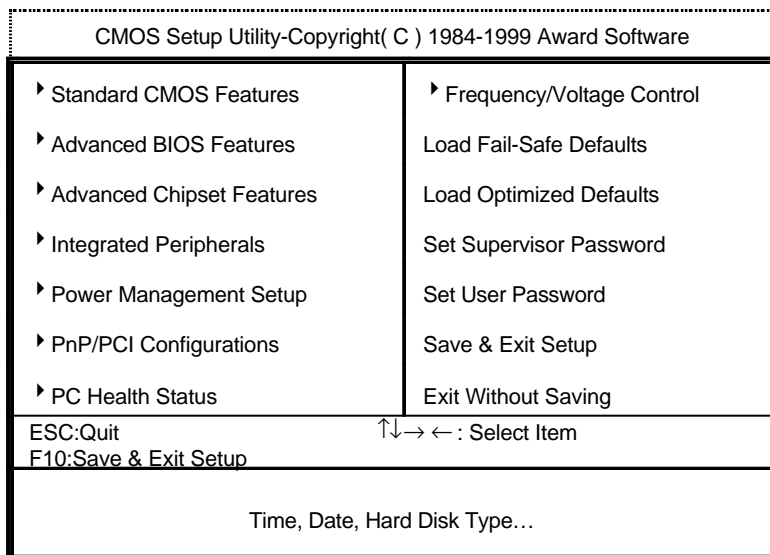 CMOS Setup Utility-Copyright( C ) 1984-1999 Award Software
‣Standard CMOS Features
‣Advanced BIOS Features
‣Advanced Chipset Features
‣Integrated Peripherals
‣Power Management Setup
‣PnP/PCI Configurations
‣PC Health Status
‣Frequency/Voltage Control
Load Fail-Safe Defaults
Load Optimized Defaults
Set Supervisor Password
Set User Password
Save & Exit Setup
Exit Without Saving
ESC:Quit ↑↓→ ← : Select Item
F10:Save & Exit Setup
Time, Date, Hard Disk Type…